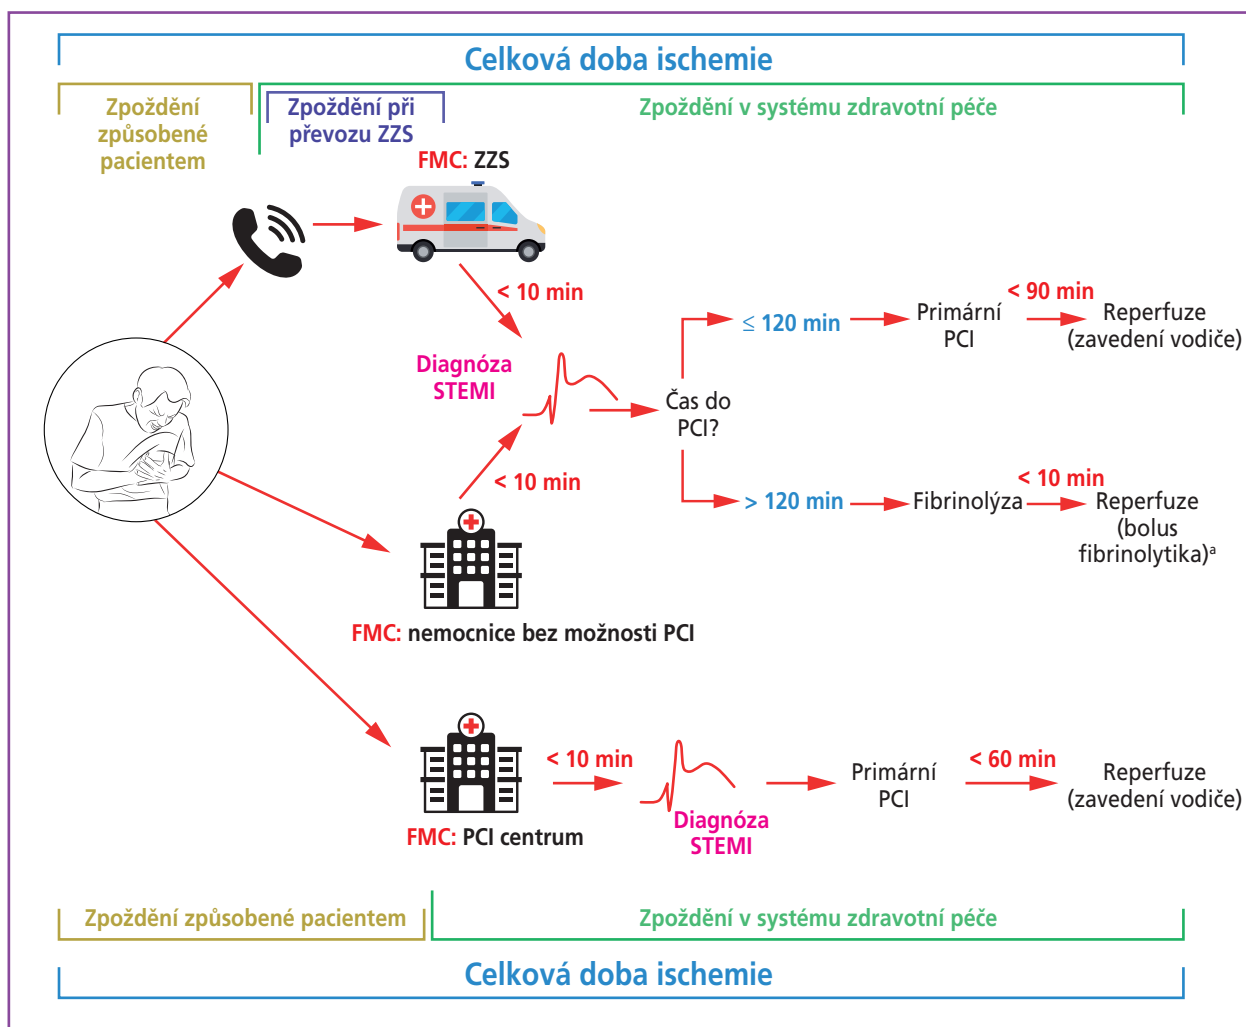 Celková doba ischemie
Zpoždění
způsobené
pacientem
Zpoždění při
převozu ZZS
Zpoždění v systému zdravotní péče
FMC: ZZS
< 10 min
Diagnóza
STEMI
< 10 min
Čas do
PCI?
≤ 120 min
Primární
PCI
< 90 min
Reperfuze
(zavedení vodiče)
> 120 min
Fibrinolýza
< 10 min
Reperfuze
(bolus
fibrinolytika)ª
FMC: nemocnice bez možnosti PCI
FMC: PCI centrum
< 10 min
Diagnóza
STEMI
Primární
PCI
< 60 min
Reperfuze
(zavedení vodiče)
Zpoždění způsobené pacientem
Zpoždění v systému zdravotní péče
Celková doba ischemie